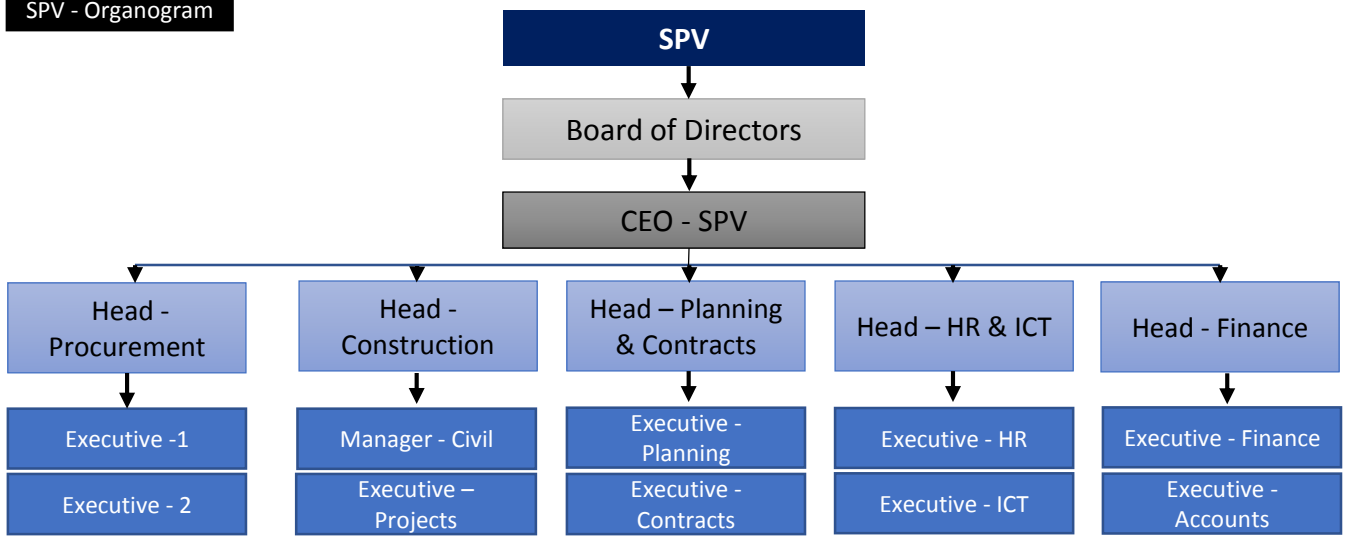 SPV - Organogram
SPV
Board of Directors
CEO - SPV
Head -
Procurement
Head -
Construction
Head – Planning
& Contracts
Head – HR & ICT
Head - Finance
Executive -1
Manager - Civil
Executive -
Planning
Executive - HR
Executive - Finance
Executive - 2
Executive –
Projects
Executive -
Contracts
Executive - ICT
Executive -
Accounts